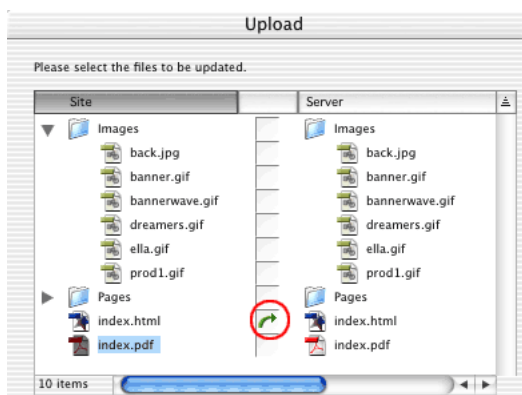 Upload
Please select the files to be updated.
Site Server
Images Images
back.jpg back.jpg
banner.gif banner.gif
bannerwave.gif bannerwave.gif
dreamers.gif dreamers.gif
ella.gif ella.gif
prod1.gif prod1.gif
Pages Pages
index.html index.html
index.pdf index.pdf
10 items